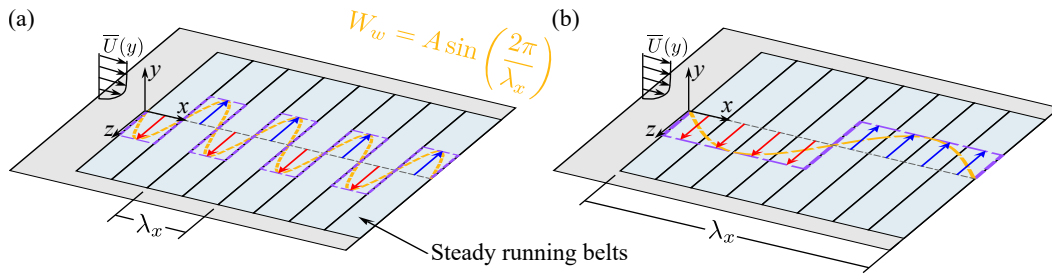 (a)
W_w = A sin (2π / λ_x)
(b)
U̅(y)
y
x
z
λ_x
Steady running belts
U̅(y)
y
x
z
λ_x